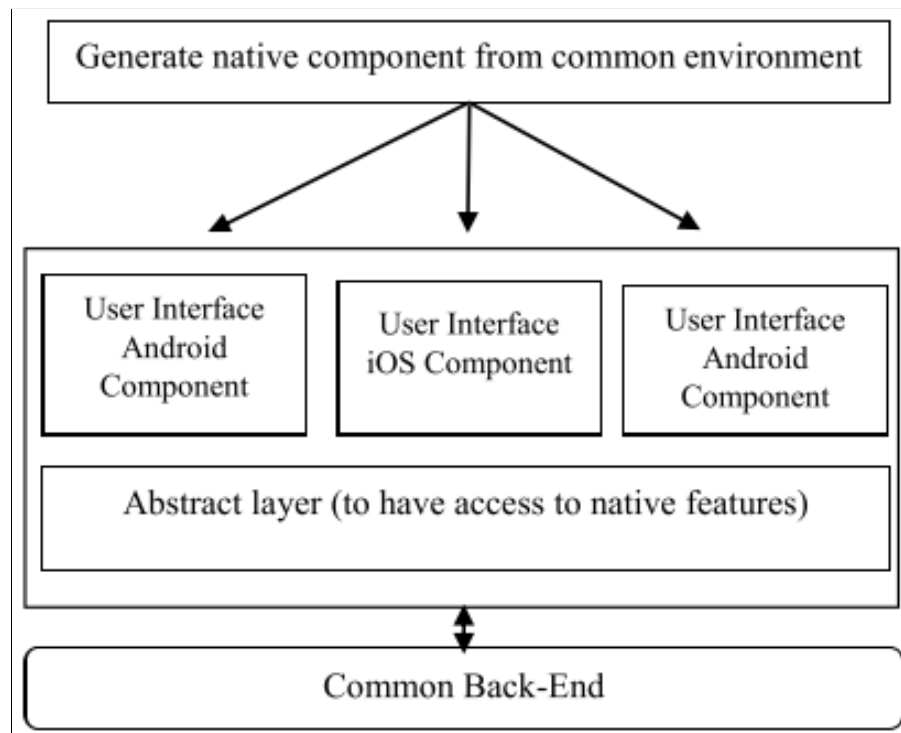 Generate native component from common environment
User Interface
Android
Component
User Interface
iOS Component
User Interface
Android
Component
Abstract layer (to have access to native features)
Common Back-End